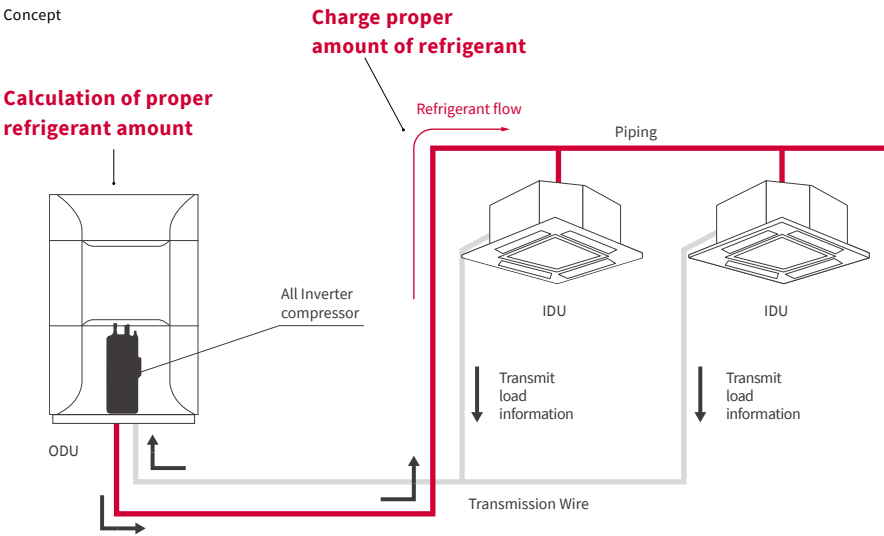 Concept
Charge proper
amount of refrigerant
Calculation of proper
refrigerant amount
Refrigerant flow
Piping
All Inverter
compressor
IDU
IDU
Transmit
load
information
Transmit
load
information
ODU
Transmission Wire